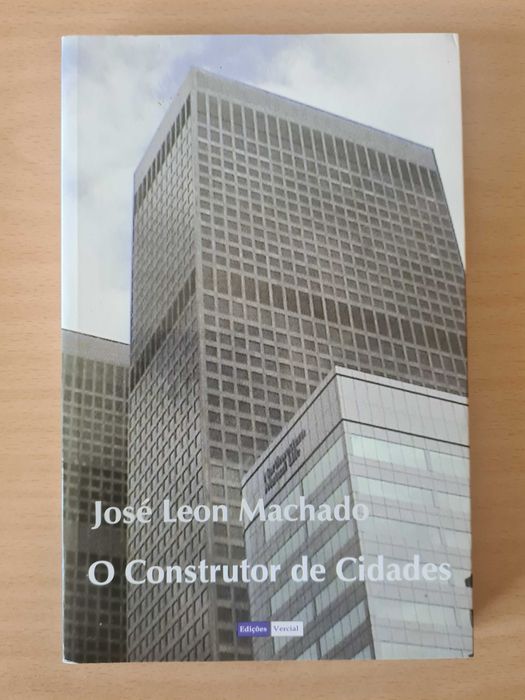 José Leon Machado
O Construtor de Cidades
Edições Vercial